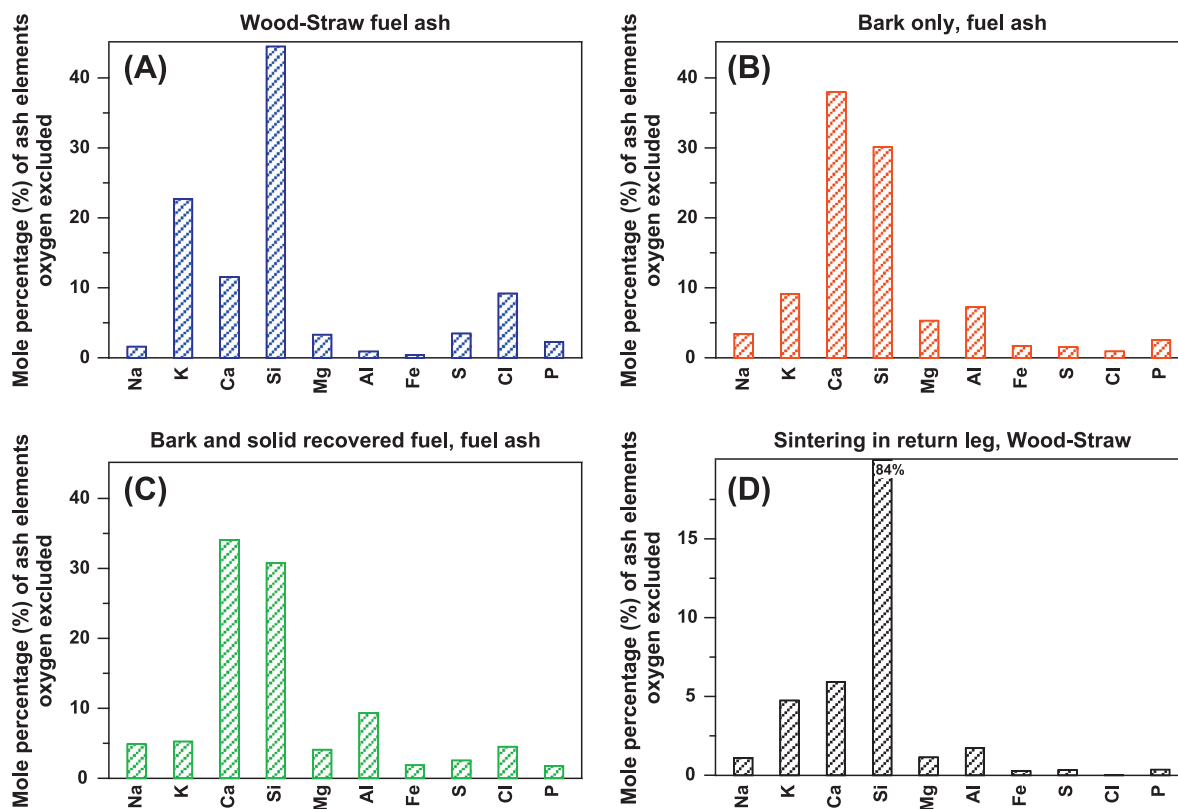 Wood-Straw fuel ash
(A)
Mole percentage (%) of ash elements
oxygen excluded
40
30
20
10
0
Na K Ca Si Mg Al Fe S Cl P
Bark only, fuel ash
(B)
Mole percentage (%) of ash elements
oxygen excluded
40
30
20
10
0
Na K Ca Si Mg Al Fe S Cl P
Bark and solid recovered fuel, fuel ash
(C)
Mole percentage (%) of ash elements
oxygen excluded
40
30
20
10
0
Na K Ca Si Mg Al Fe S Cl P
Sintering in return leg, Wood-Straw
84%
(D)
Mole percentage (%) of ash elements
oxygen excluded
15
10
5
0
Na K Ca Si Mg Al Fe S Cl P